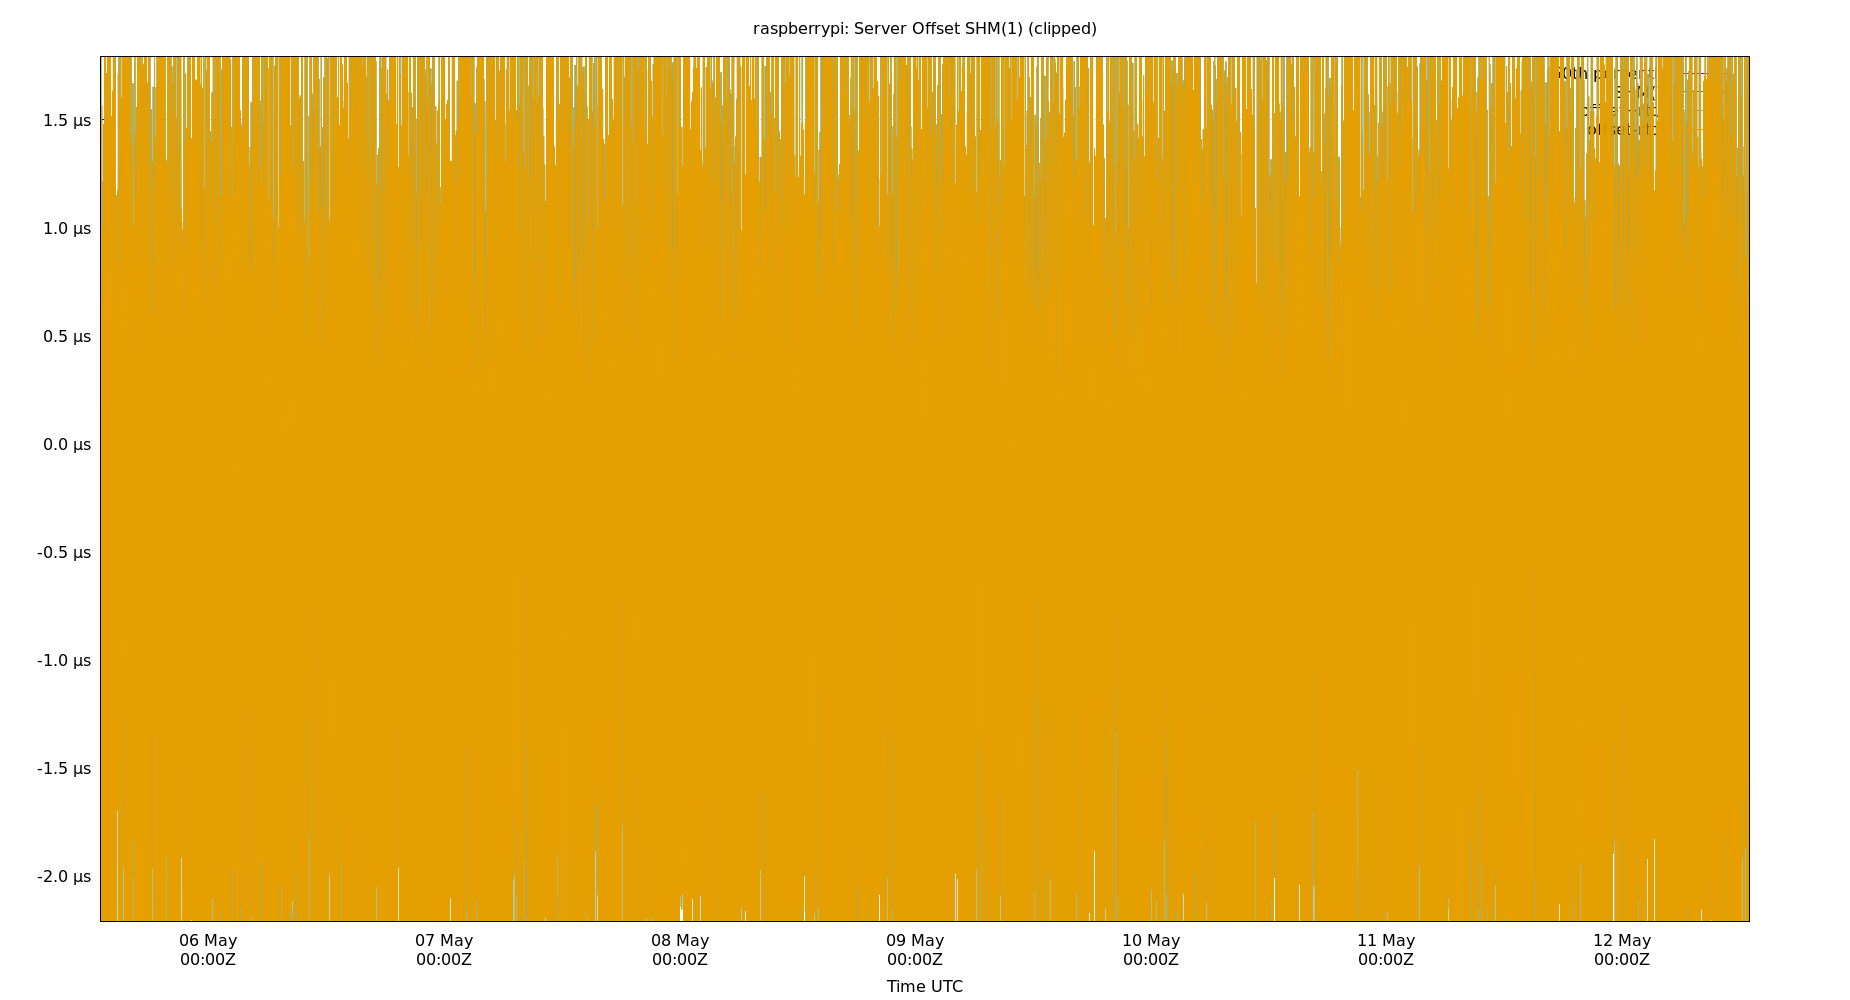 raspberrypi: Server Offset SHM(1) (clipped)
1.5 µs
1.0 µs
0.5 µs
0.0 µs
-0.5 µs
-1.0 µs
-1.5 µs
-2.0 µs
06 May 07 May 08 May 09 May 10 May 11 May 12 May
00:00Z 00:00Z 00:00Z 00:00Z 00:00Z 00:00Z 00:00Z
Time UTC